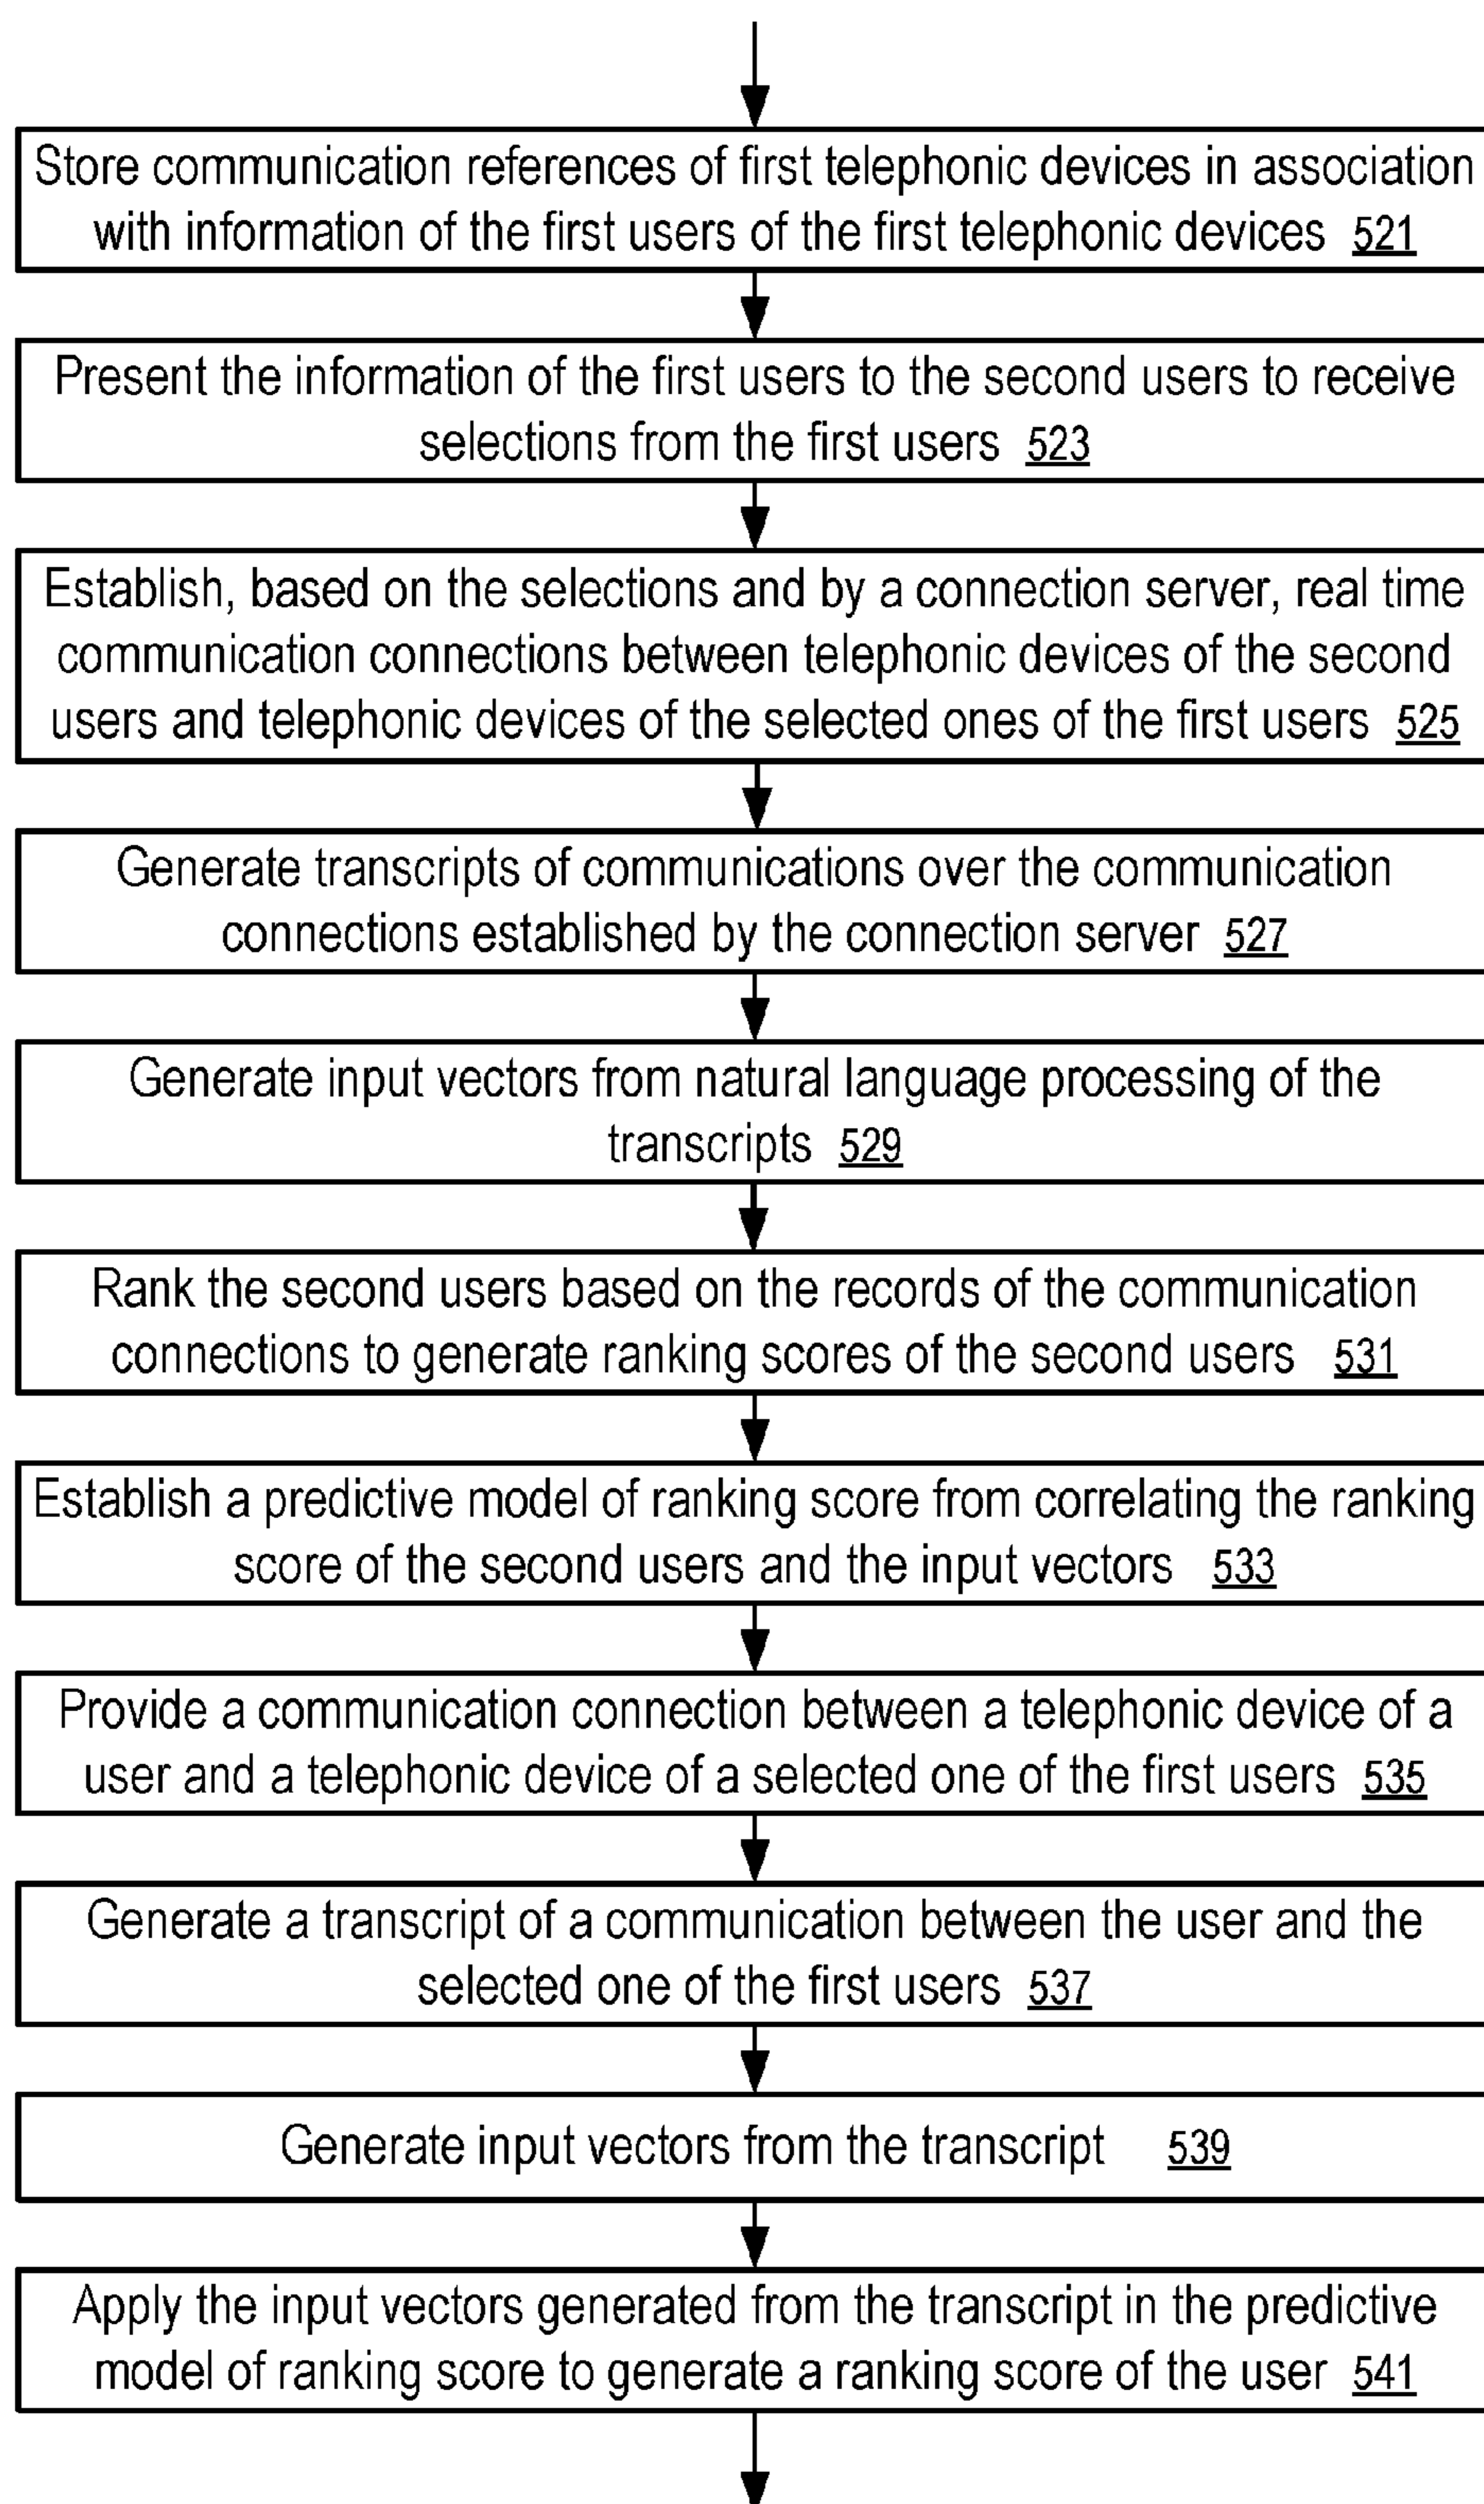 Store communication references of first telephonic devices in association
with information of the first users of the first telephonic devices 521
Present the information of the first users to the second users to receive
selections from the first users 523
Establish, based on the selections and by a connection server, real time
communication connections between telephonic devices of the second
users and telephonic devices of the selected ones of the first users 525
Generate transcripts of communications over the communication
connections established by the connection server 527
Generate input vectors from natural language processing of the
transcripts 529
Rank the second users based on the records of the communication
connections to generate ranking scores of the second users 531
Establish a predictive model of ranking score from correlating the ranking
score of the second users and the input vectors 533
Provide a communication connection between a telephonic device of a
user and a telephonic device of a selected one of the first users 535
Generate a transcript of a communication between the user and the
selected one of the first users 537
Generate input vectors from the transcript 539
Apply the input vectors generated from the transcript in the predictive
model of ranking score to generate a ranking score of the user 541